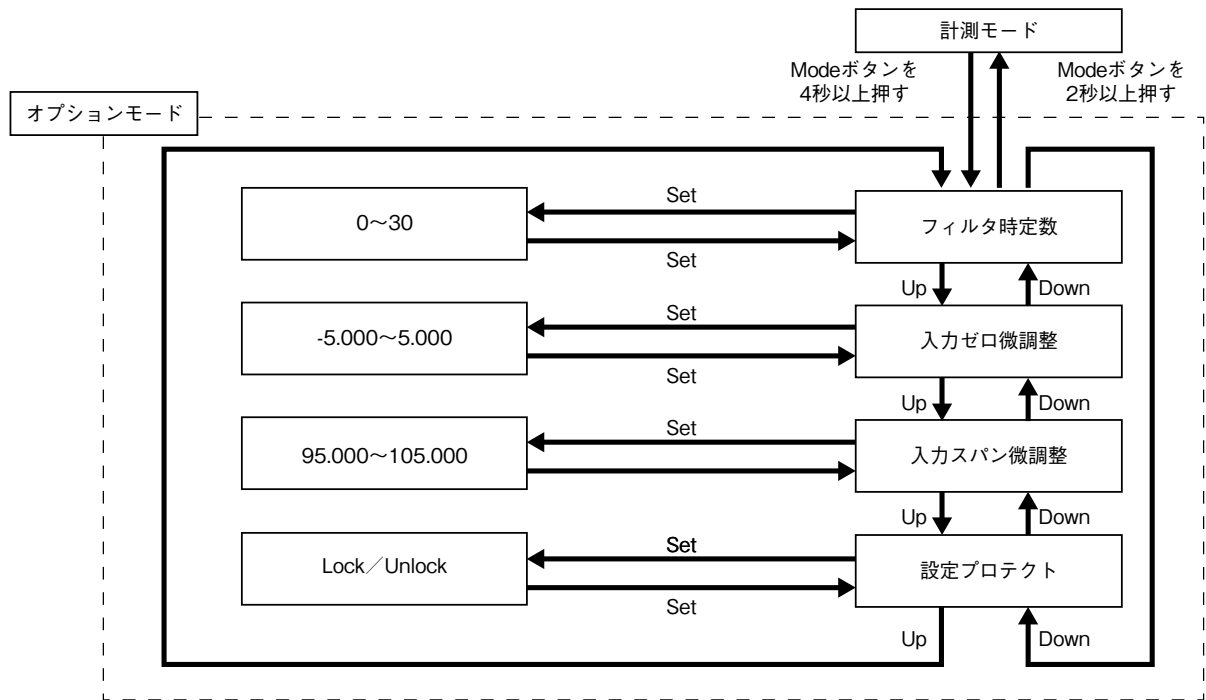 計測モード
Modeボタンを
4秒以上押す
Modeボタンを
2秒以上押す
オプションモード
Set
0〜30
フィルタ時定数
Set
Up
Down
Set
-5.000〜5.000
入力ゼロ微調整
Set
Up
Down
Set
95.000〜105.000
入力スパン微調整
Set
Up
Down
Set
Lock／Unlock
設定プロテクト
Set
Up
Down